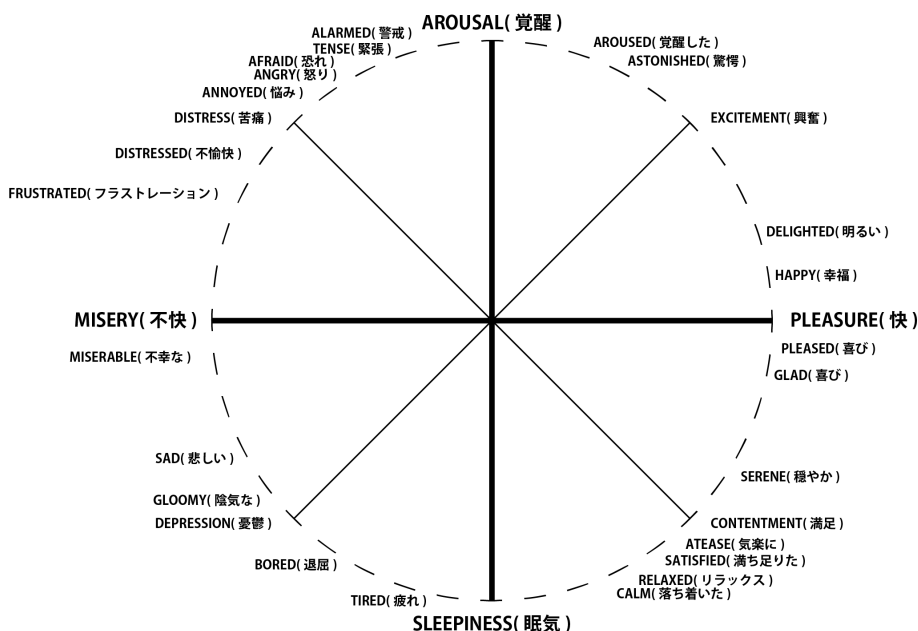 AROUSAL( 覚醒 )
ALARMED( 警戒 )
TENSE( 緊張 )
AFRAID( 恐れ )
ANGRY( 怒り )
ANNOYED( 悩み )
DISTRESS( 苦痛 )
DISTRESSED( 不愉快 )
FRUSTRATED( フラストレーション )
AROUSED( 覚醒した )
ASTONISHED( 驚愕 )
EXCITEMENT( 興奮 )
DELIGHTED( 明るい )
HAPPY( 幸福 )
MISERY( 不快 )
PLEASURE( 快 )
MISERABLE( 不幸な )
SAD( 悲しい )
GLOOMY( 陰気な )
DEPRESSION( 憂鬱 )
BORED( 退屈 )
TIRED( 疲れ )
PLEASED( 喜び )
GLAD( 喜び )
SERENE( 穏やか )
CONTENTMENT( 満足 )
ATEASE( 気楽に )
SATISFIED( 満ち足りた )
RELAXED( リラックス )
CALM( 落ち着いた )
SLEEPINESS( 眠気 )